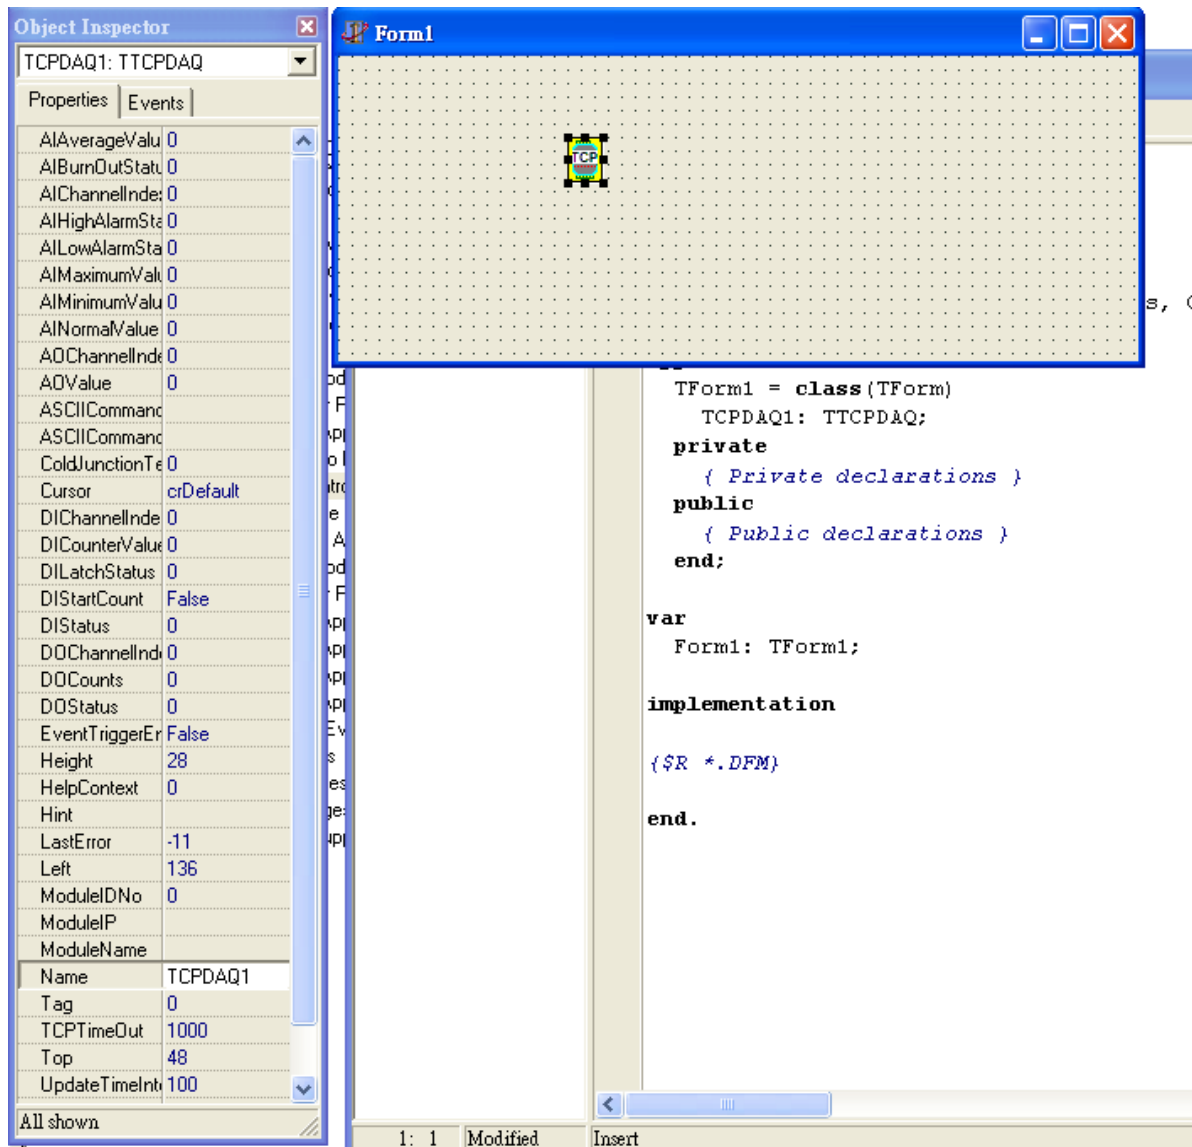 Object Inspector
TCPDAQ1: TTCPDAQ
Properties
Events
AIAverageValu 0
AIBurnOutStatu 0
AIChannelInde: 0
AIHighAlarmSta 0
AILowAlarmSta 0
AIMaximumValu 0
AIMinimumValu 0
AINormalValue 0
AOChannelInde 0
AOValue 0
ASCIICommand
ASCIICommand
ColdJunctionTe 0
Cursor crDefault
DIChannelInde 0
DICounterValue 0
DILatchStatus 0
DIStartCount False
DIStatus 0
DOChannelInde 0
DOCounts 0
DOStatus 0
EventTriggerEr False
Height 28
HelpContext 0
Hint
LastError -11
Left 136
ModuleIDNo 0
ModuleIP
ModuleName
Name TCPDAQ1
Tag 0
TCPTimeOut 1000
Top 48
UpdateTimeInte 100
All shown
Form1
TCP
s,
TForm1 = class(TForm)
TCPDAQ1: TTCPDAQ;
private
{ Private declarations }
public
{ Public declarations }
end;
var
Form1: TForm1;
implementation
{$R *.DFM}
end.
1: 1 Modified Insert